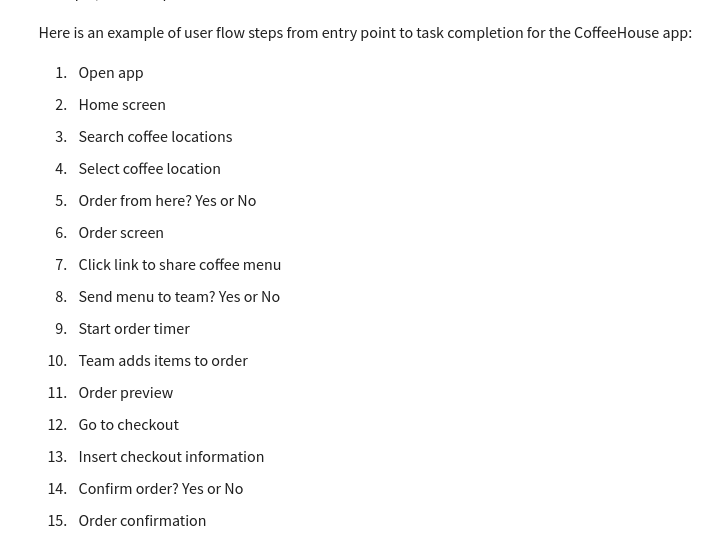 Here is an example of user flow steps from entry point to task completion for the CoffeeHouse app:
1. Open app
2. Home screen
3. Search coffee locations
4. Select coffee location
5. Order from here? Yes or No
6. Order screen
7. Click link to share coffee menu
8. Send menu to team? Yes or No
9. Start order timer
10. Team adds items to order
11. Order preview
12. Go to checkout
13. Insert checkout information
14. Confirm order? Yes or No
15. Order confirmation